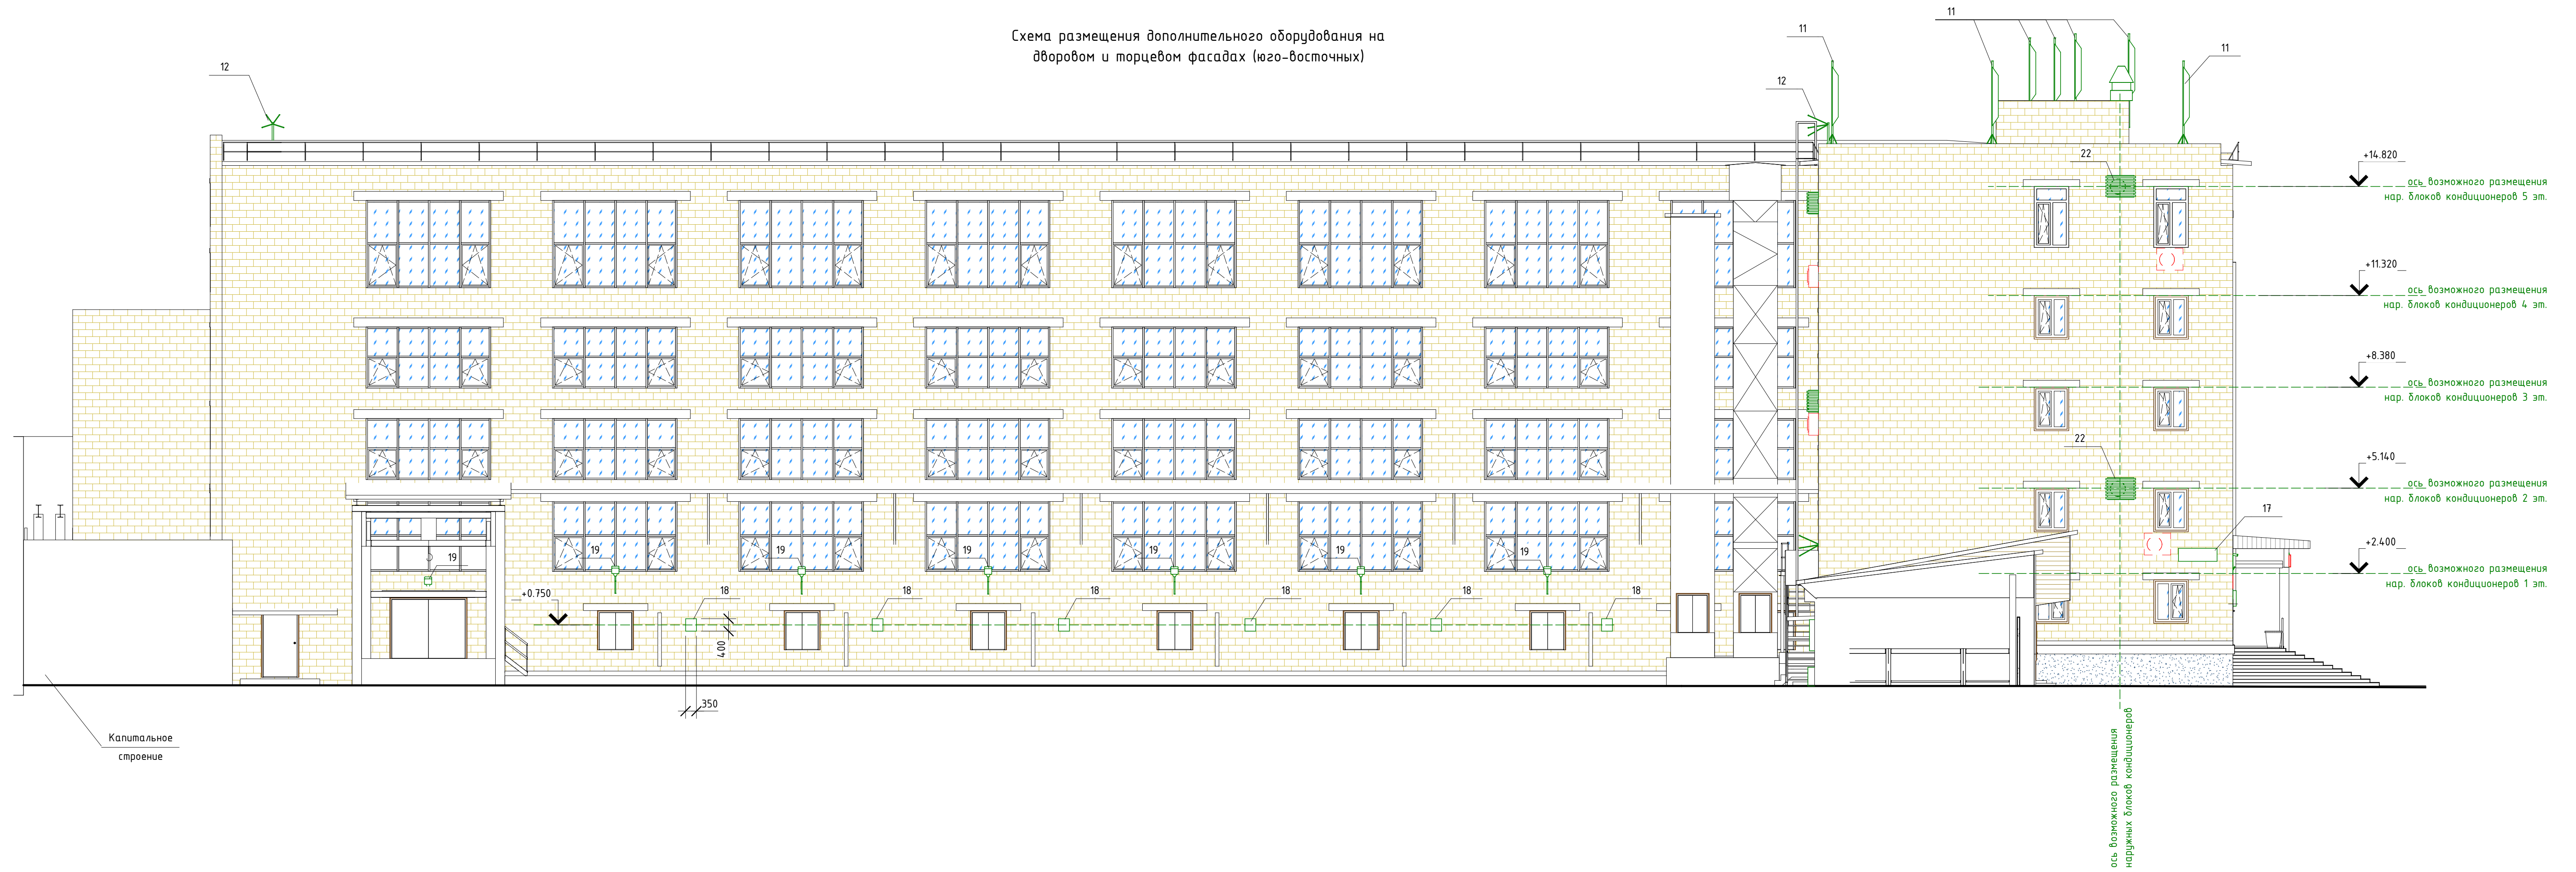 Схема размещения дополнительного оборудования на
дворовом и торцевом фасадах (юго-восточных)
11
11
11
12
12
22
+14.820
ось возможного размещения
нар. блоков кондиционеров 5 эт.
+11.320
ось возможного размещения
нар. блоков кондиционеров 4 эт.
+8.380
ось возможного размещения
нар. блоков кондиционеров 3 эт.
22
+5.140
ось возможного размещения
нар. блоков кондиционеров 2 эт.
17
+2.400
ось возможного размещения
нар. блоков кондиционеров 1 эт.
19
19
19
19
19
19
19
+0.750
18
18
18
18
18
18
400
350
Капитальное
строение
ось возможного размещения
наружных блоков кондиционеров